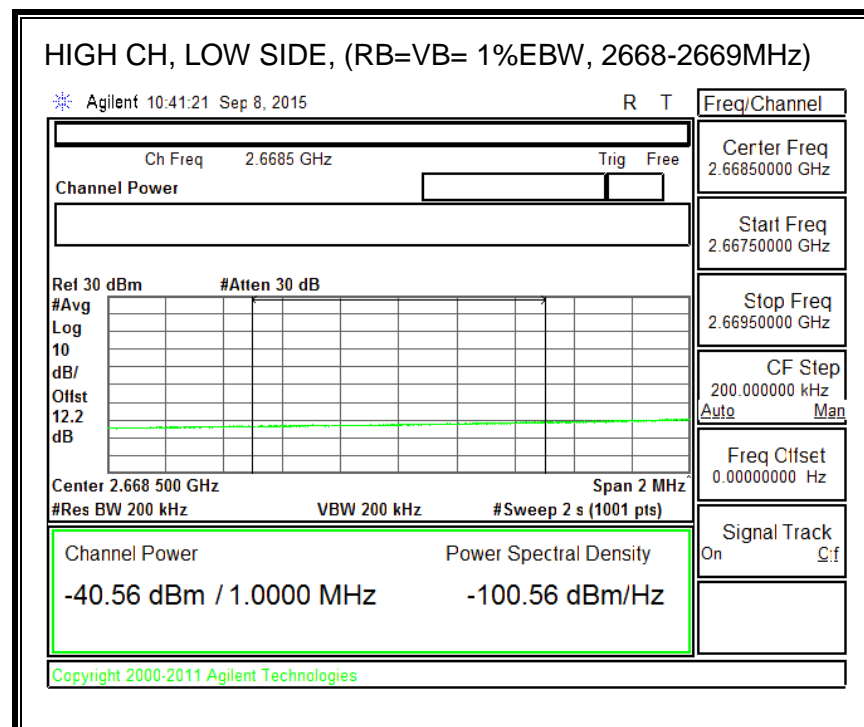 HIGH CH, LOW SIDE, (RB=VB= 1%EBW, 2668-2669MHz)
Agilent 10:41:21 Sep 8, 2015 R T
Ch Freq 2.6685 GHz Trig Free
Channel Power
Ref 30 dBm #Atten 30 dB
#Avg
Log
10
dB/
Offst
12.2
dB
Center 2.668 500 GHz Span 2 MHz
#Res BW 200 kHz VBW 200 kHz #Sweep 2 s (1001 pts)
Channel Power Power Spectral Density
-40.56 dBm / 1.0000 MHz -100.56 dBm/Hz
Copyright 2000-2011 Agilent Technologies
Freq/Channel
Center Freq
2.66850000 GHz
Start Freq
2.66750000 GHz
Stop Freq
2.66950000 GHz
CF Step
200.000000 kHz
Auto Man
Freq Offset
0.00000000 Hz
Signal Track
On Off